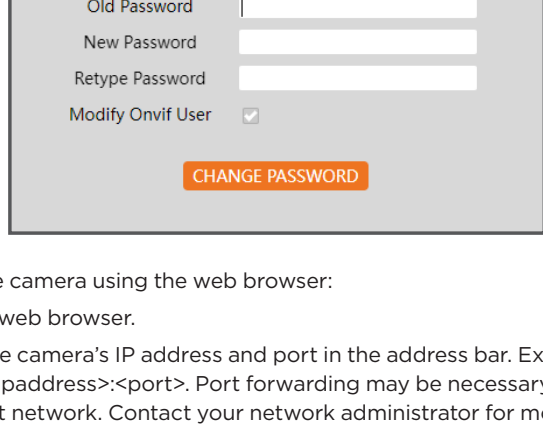 Old Password
New Password
Retype Password
Modify Onvif User
CHANGE PASSWORD
camera using the web browser:
web browser.
camera's IP address and port in the address bar.
paddress>:<port>. Port forwarding may be necessary
network. Contact your network administrator for